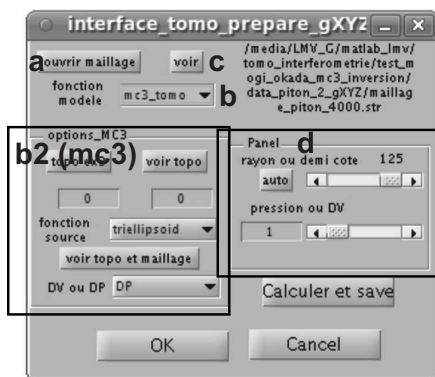 interface_tomo_prepare_gXYZ
a
ouvrir maillage
voir
c
/media/LMV_G/matlab_lmv/
tomo_interferometrie/test_m
ogi_okada_mc3_inversion/
data_piton_2_gXYZ/maillag
e_piton_4000.str
fonction
modele
mc3_tomo
b
options_MC3
b2 (mc3)
voir topo
0
0
fonction
source
triellipsoid
voir topo et maillage
DV ou DP
DP
Panel
d
rayon ou demi cote
125
auto
pression ou DV
1
Calculer et save
OK
Cancel